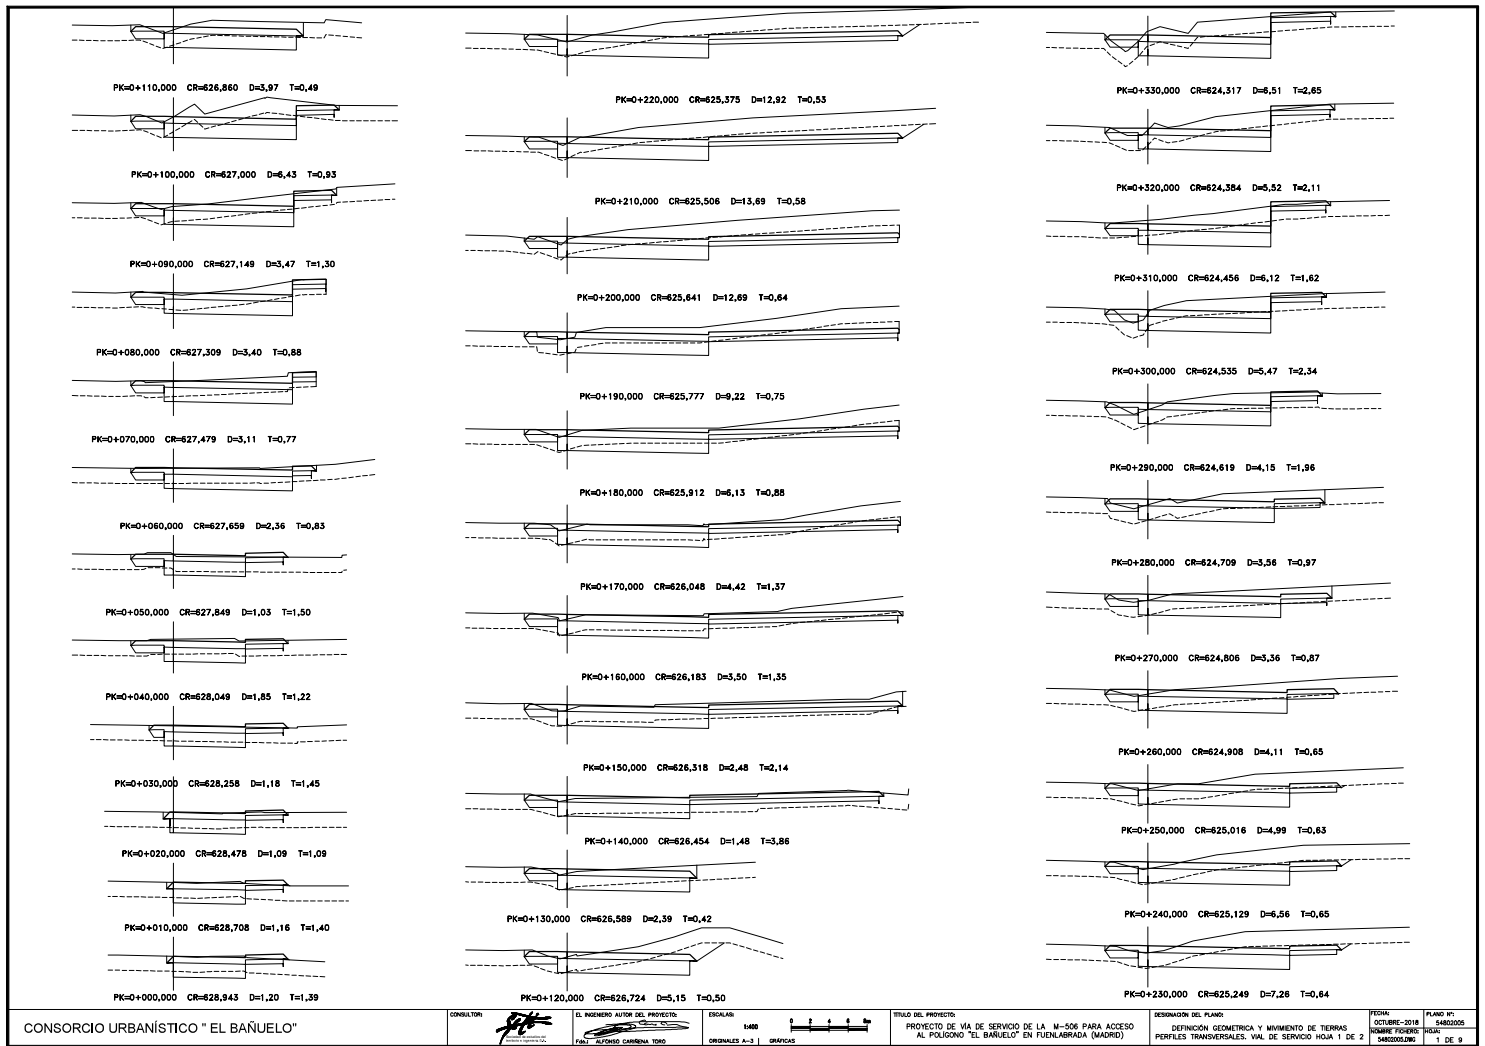 PK=0+110,000 CR=626,860 D=3,97 T=0,49
PK=0+100,000 CR=627,000 D=6,43 T=0,93
PK=0+090,000 CR=627,149 D=3,47 T=1,30
PK=0+080,000 CR=627,309 D=3,40 T=0,88
PK=0+070,000 CR=627,479 D=3,11 T=0,77
PK=0+060,000 CR=627,659 D=2,36 T=0,83
PK=0+050,000 CR=627,849 D=1,03 T=1,50
PK=0+040,000 CR=628,049 D=1,85 T=1,22
PK=0+030,000 CR=628,258 D=1,18 T=1,45
PK=0+020,000 CR=628,478 D=1,09 T=1,09
PK=0+010,000 CR=628,708 D=1,16 T=1,40
PK=0+000,000 CR=628,943 D=1,20 T=1,39
PK=0+220,000 CR=625,375 D=12,92 T=0,53
PK=0+210,000 CR=625,506 D=13,69 T=0,58
PK=0+200,000 CR=625,641 D=12,69 T=0,64
PK=0+190,000 CR=625,777 D=9,22 T=0,75
PK=0+180,000 CR=625,912 D=6,13 T=0,88
PK=0+170,000 CR=626,048 D=4,42 T=1,37
PK=0+160,000 CR=626,183 D=3,50 T=1,35
PK=0+150,000 CR=626,318 D=2,48 T=2,14
PK=0+140,000 CR=626,454 D=1,48 T=3,86
PK=0+130,000 CR=626,589 D=2,39 T=0,42
PK=0+120,000 CR=626,724 D=5,15 T=0,50
PK=0+330,000 CR=624,317 D=6,51 T=2,65
PK=0+320,000 CR=624,384 D=5,52 T=2,11
PK=0+310,000 CR=624,456 D=6,12 T=1,62
PK=0+300,000 CR=624,535 D=5,47 T=2,34
PK=0+290,000 CR=624,619 D=4,15 T=1,96
PK=0+280,000 CR=624,709 D=3,56 T=0,97
PK=0+270,000 CR=624,806 D=3,36 T=0,87
PK=0+260,000 CR=624,908 D=4,11 T=0,65
PK=0+250,000 CR=625,016 D=4,99 T=0,63
PK=0+240,000 CR=625,129 D=6,56 T=0,65
PK=0+230,000 CR=625,249 D=7,26 T=0,64
CONSORCIO URBANÍSTICO " EL BAÑUELO"
CONSULTOR:
EL INGENIERO AUTOR DEL PROYECTO:
Fdo.: ALFONSO CARIÑENA TORO
ESCALAS:
1:400
ORIGINALES A-3 GRÁFICAS
0 2 4 6 8m
TÍTULO DEL PROYECTO:
PROYECTO DE VÍA DE SERVICIO DE LA M-506 PARA ACCESO
AL POLÍGONO "EL BAÑUELO" EN FUENLABRADA (MADRID)
DESIGNACIÓN DEL PLANO:
DEFINICIÓN GEOMETRICA Y MIVIMIENTO DE TIERRAS
PERFILES TRANSVERSALES. VIAL DE SERVICIO HOJA 1 DE 2
FECHA:
OCTUBRE-2018
NOMBRE FICHERO:
54802005.DWG
PLANO Nº:
54802005
HOJA:
1 DE 9